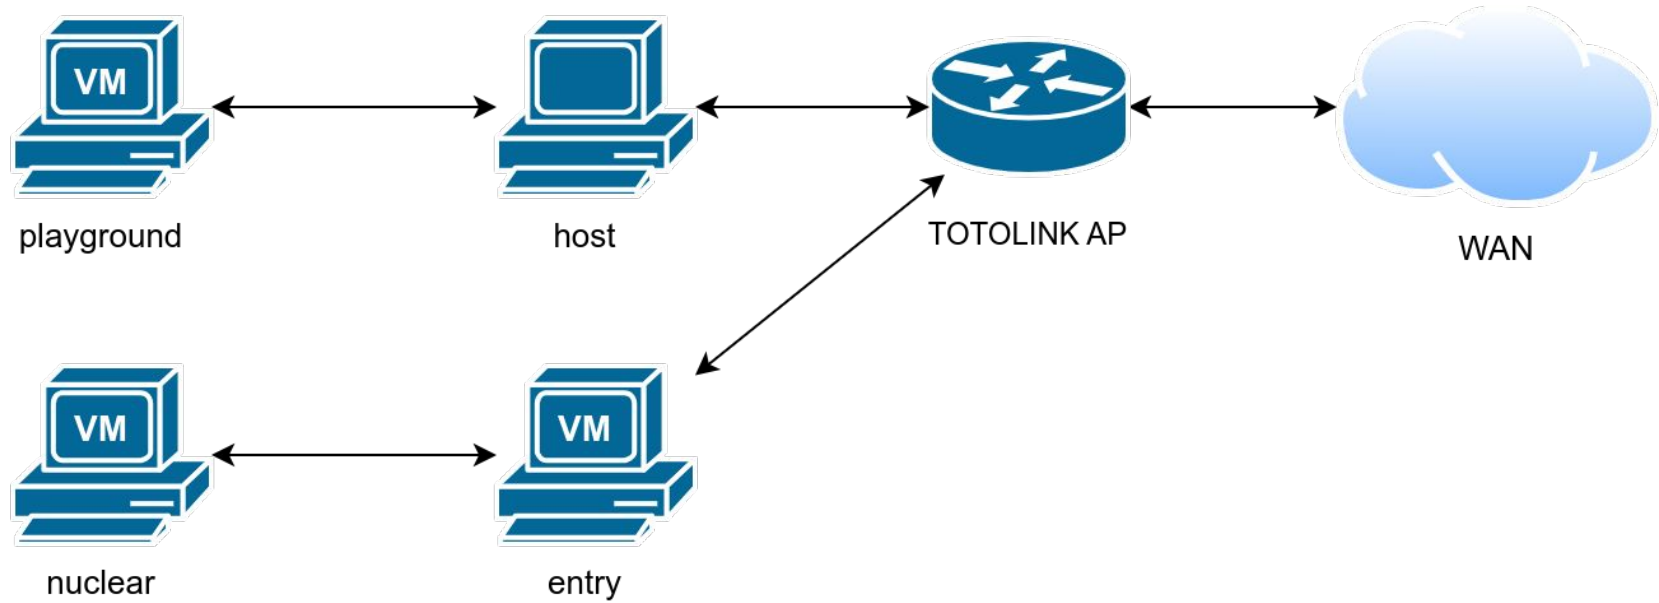 VM
playground
host
TOTOLINK AP
WAN
VM
VM
nuclear
entry